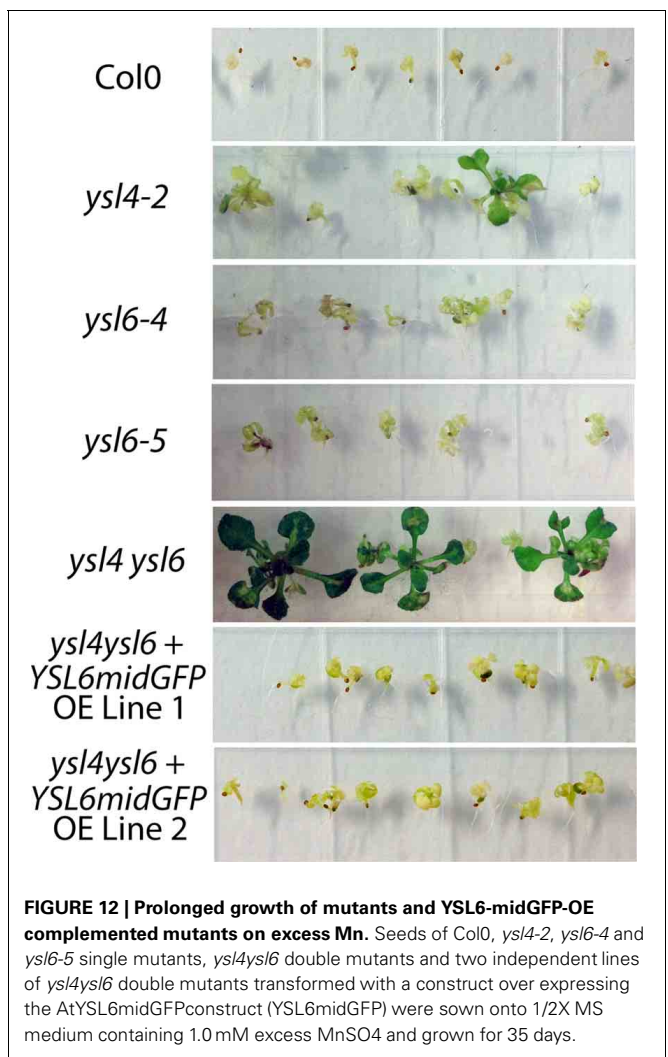 Col0
ysl4-2
ysl6-4
ysl6-5
ysl4 ysl6
ysl4ysl6 +
YSL6midGFP
OE Line 1
ysl4ysl6 +
YSL6midGFP
OE Line 2
FIGURE 12 | Prolonged growth of mutants and YSL6-midGFP-OE
complemented mutants on excess Mn. Seeds of Col0, ysl4-2, ysl6-4 and
ysl6-5 single mutants, ysl4ysl6 double mutants and two independent lines
of ysl4ysl6 double mutants transformed with a construct over expressing
the AtYSL6midGFPconstruct (YSL6midGFP) were sown onto 1/2X MS
medium containing 1.0 mM excess MnSO4 and grown for 35 days.